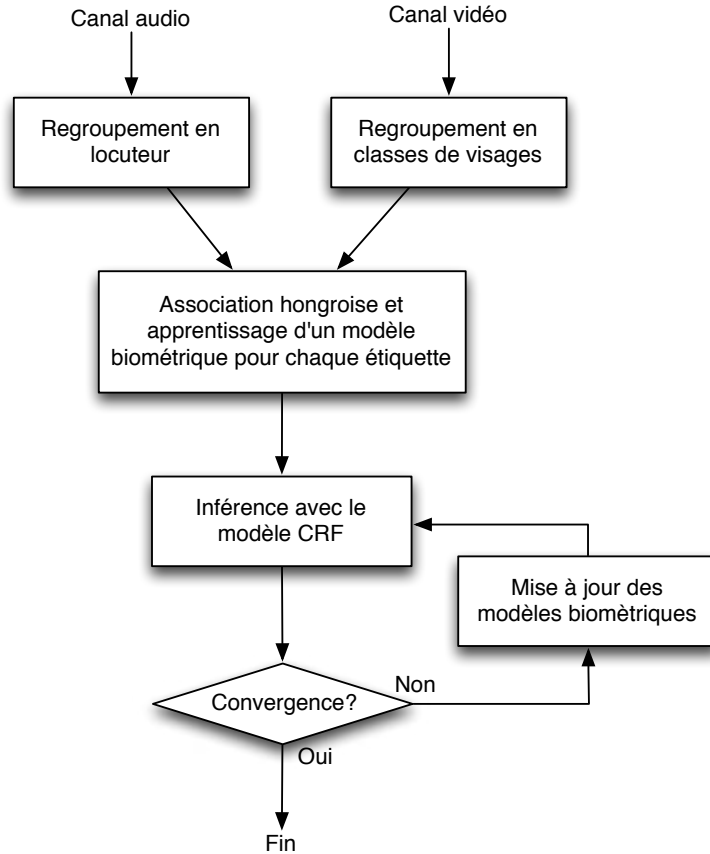 Canal audio
Canal vidéo
Regroupement en
locuteur
Regroupement en
classes de visages
Association hongroise et
apprentissage d'un modèle
biométrique pour chaque étiquette
Inférence avec le
modèle CRF
Mise à jour des
modèles biomètriques
Convergence?
Non
Oui
Fin